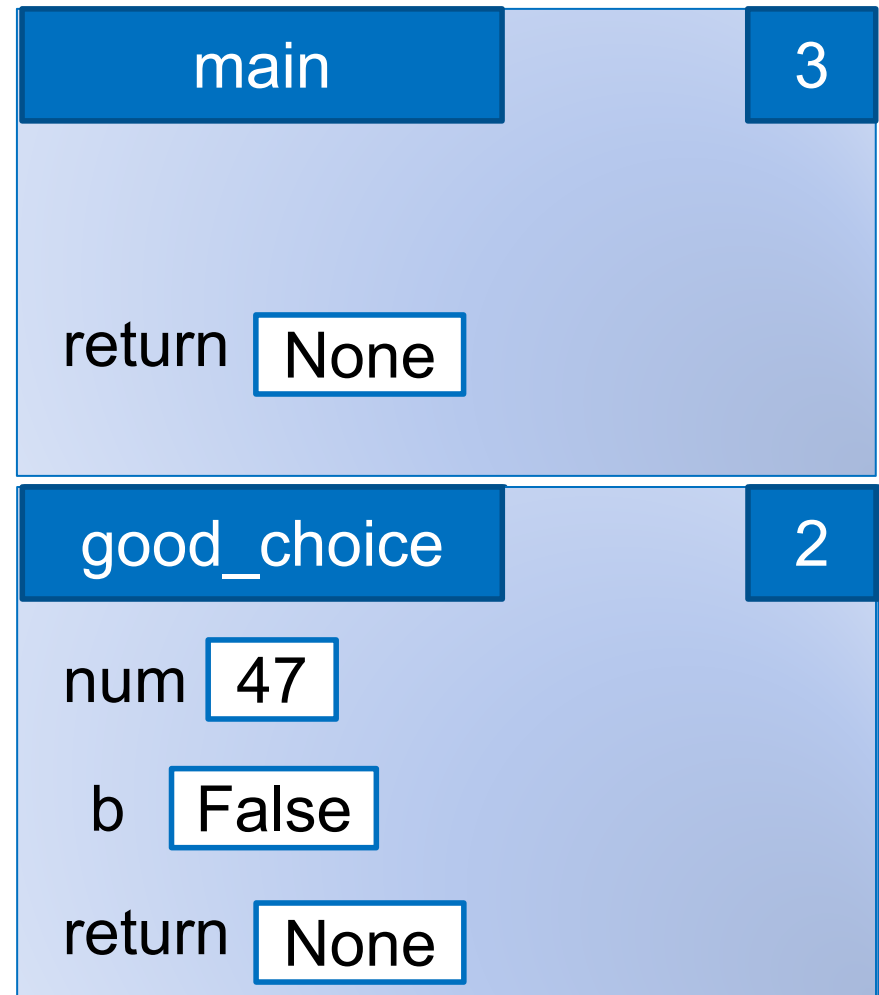 main 3
return None
good_choice 2
num 47
b False
return None